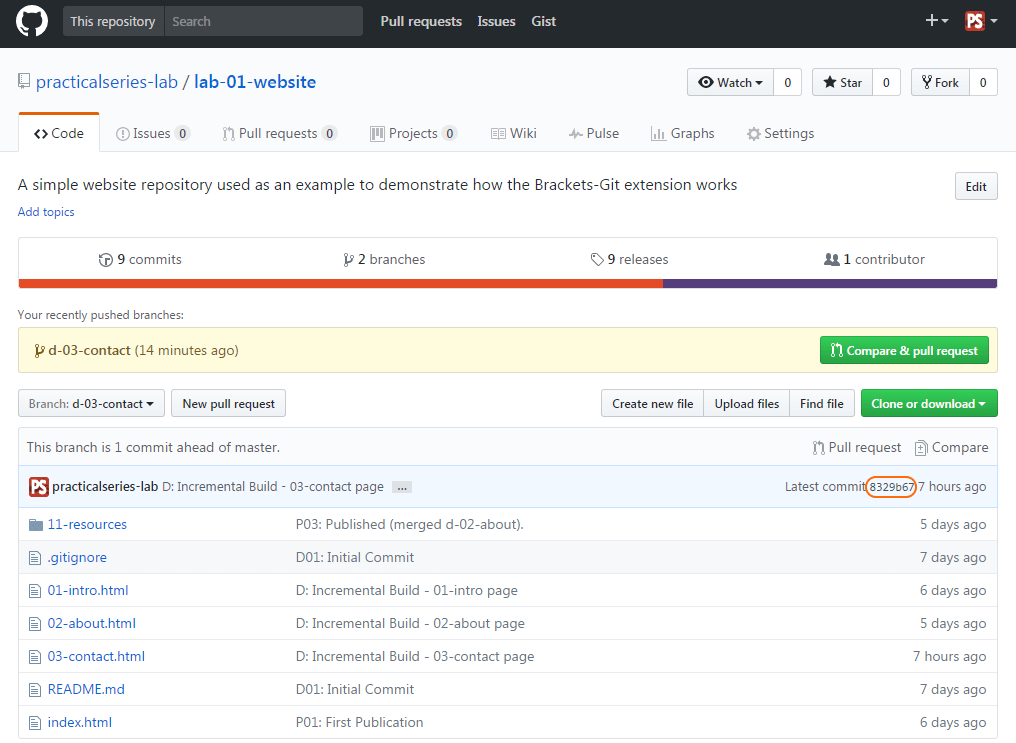 This repository Search Pull requests Issues Gist PS
practicalseries-lab / lab-01-website Watch 0 Star 0 Fork 0
Code Issues 0 Pull requests 0 Projects 0 Wiki Pulse Graphs Settings
A simple website repository used as an example to demonstrate how the Brackets-Git extension works Edit
Add topics
9 commits 2 branches 9 releases 1 contributor
Your recently pushed branches:
d-03-contact (14 minutes ago) Compare & pull request
Branch: d-03-contact New pull request Create new file Upload files Find file Clone or download
This branch is 1 commit ahead of master. Pull request Compare
PS practicalseries-lab D: Incremental Build - 03-contact page ... Latest commit 8329b67 7 hours ago
11-resources P03: Published (merged d-02-about). 5 days ago
.gitignore D01: Initial Commit 7 days ago
01-intro.html D: Incremental Build - 01-intro page 6 days ago
02-about.html D: Incremental Build - 02-about page 5 days ago
03-contact.html D: Incremental Build - 03-contact page 7 hours ago
README.md D01: Initial Commit 7 days ago
index.html P01: First Publication 6 days ago